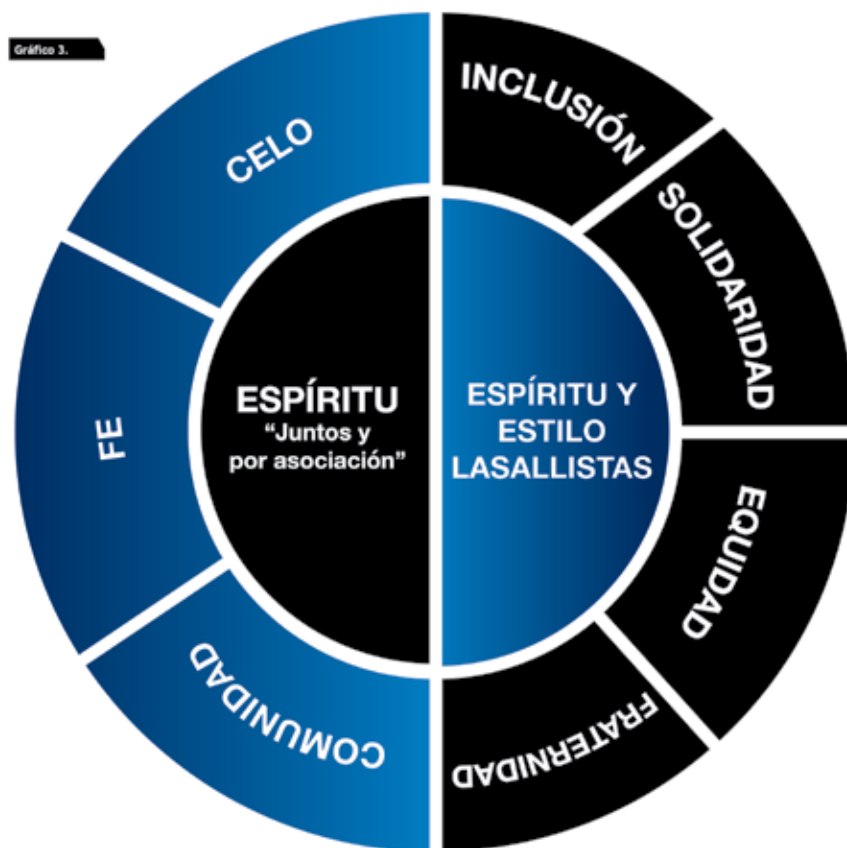 Gráfico 3.
CELO
FE
COMUNIDAD
ESPÍRITU
“Juntos y
por asociación”
ESPÍRITU Y
ESTILO
LASALLISTAS
INCLUSIÓN
SOLIDARIDAD
EQUIDAD
FRATERNIDAD